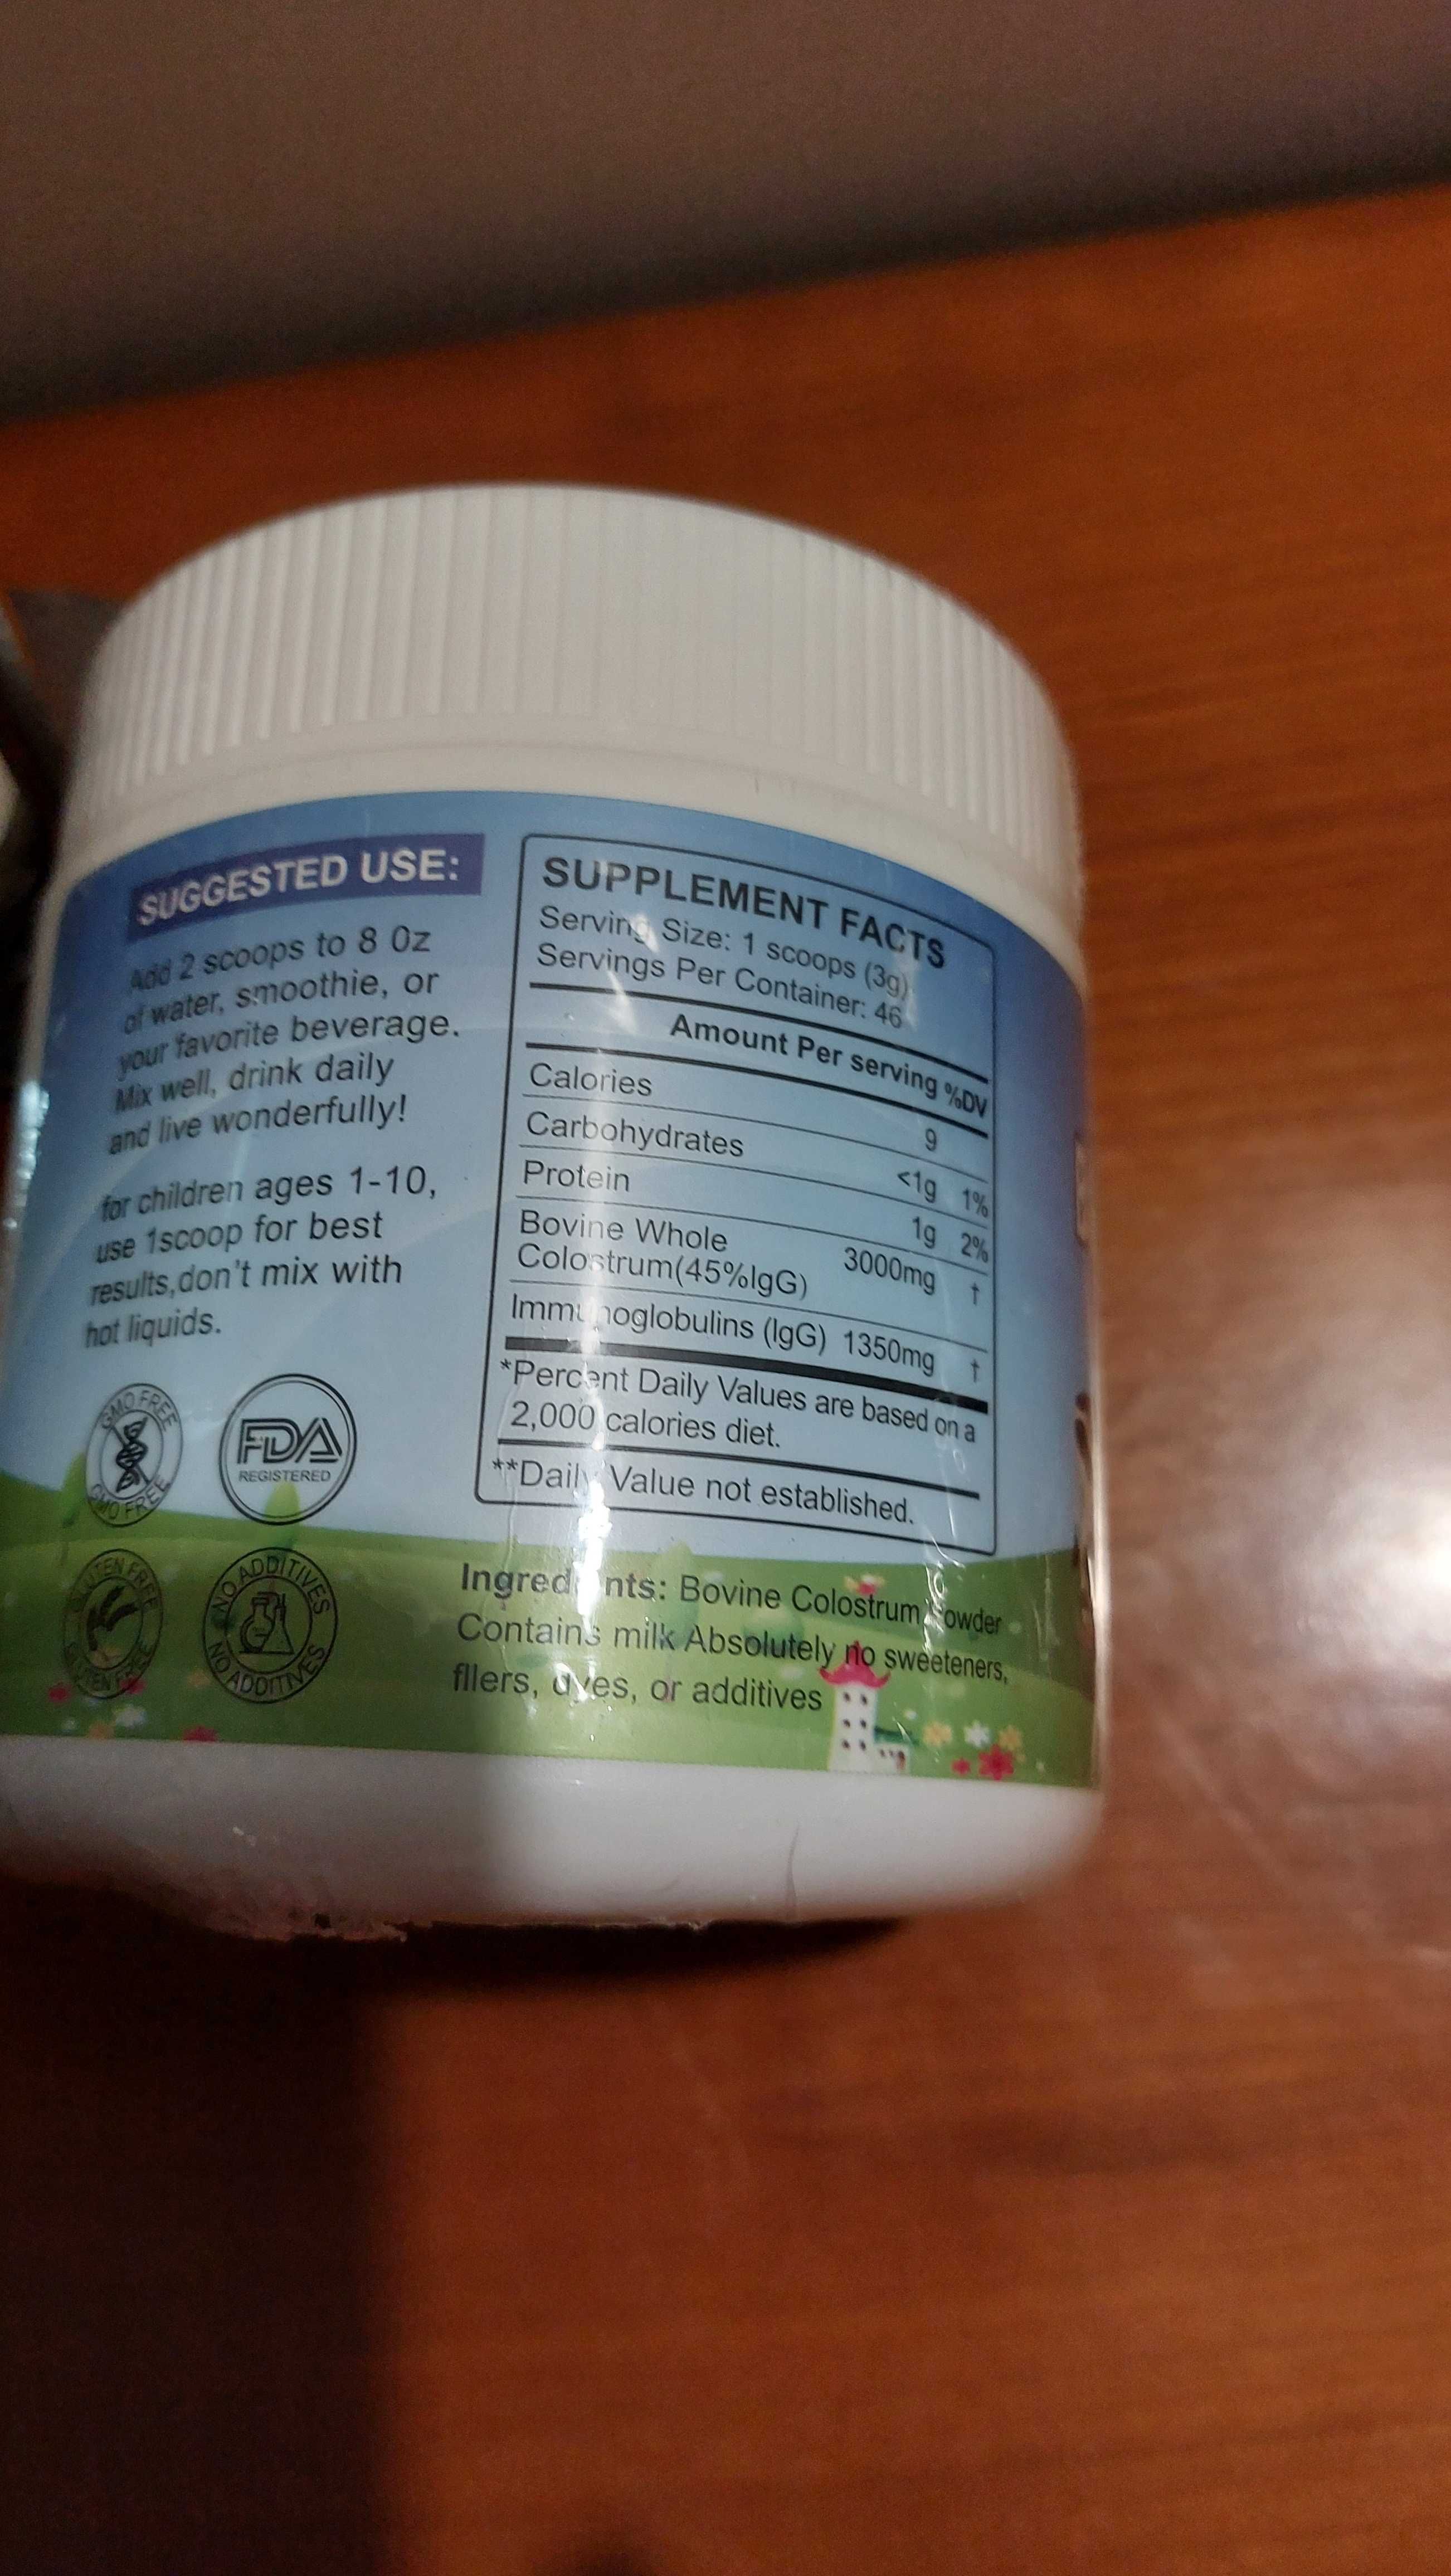 SUGGESTED USE:
Add 2 scoops to 8 Oz
of water, smoothie, or
your favorite beverage.
Mix well, drink daily
and live wonderfully!
for children ages 1-10,
use 1scoop for best
results,don't mix with
hot liquids.
GMO FREE
GMO FREE
FDA
REGISTERED
GLUTEN FREE
GLUTEN FREE
NO ADDITIVES
NO ADDITIVES
SUPPLEMENT FACTS
Serving Size: 1 scoops (3g)
Servings Per Container: 46
Amount Per serving %DV
Calories 9
Carbohydrates <1g 1%
Protein 1g 2%
Bovine Whole
Colostrum(45%IgG) 3000mg †
Immunoglobulins (IgG) 1350mg †
*Percent Daily Values are based on a
2,000 calories diet.
**Daily Value not established.
Ingredients: Bovine Colostrum Powder
Contains milk Absolutely no sweeteners,
fllers, dyes, or additives